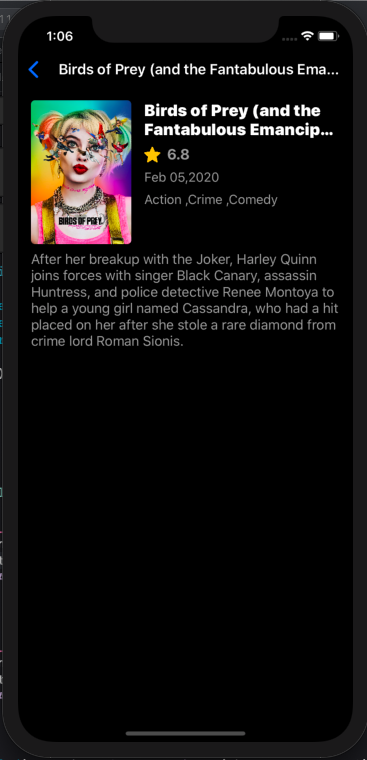 1:06
Birds of Prey (and the Fantabulous Ema...
Birds of Prey (and the
Fantabulous Emancip...
6.8
Feb 05,2020
Action ,Crime ,Comedy
BIRDS OF PREY
After her breakup with the Joker, Harley Quinn
joins forces with singer Black Canary, assassin
Huntress, and police detective Renee Montoya to
help a young girl named Cassandra, who had a hit
placed on her after she stole a rare diamond from
crime lord Roman Sionis.